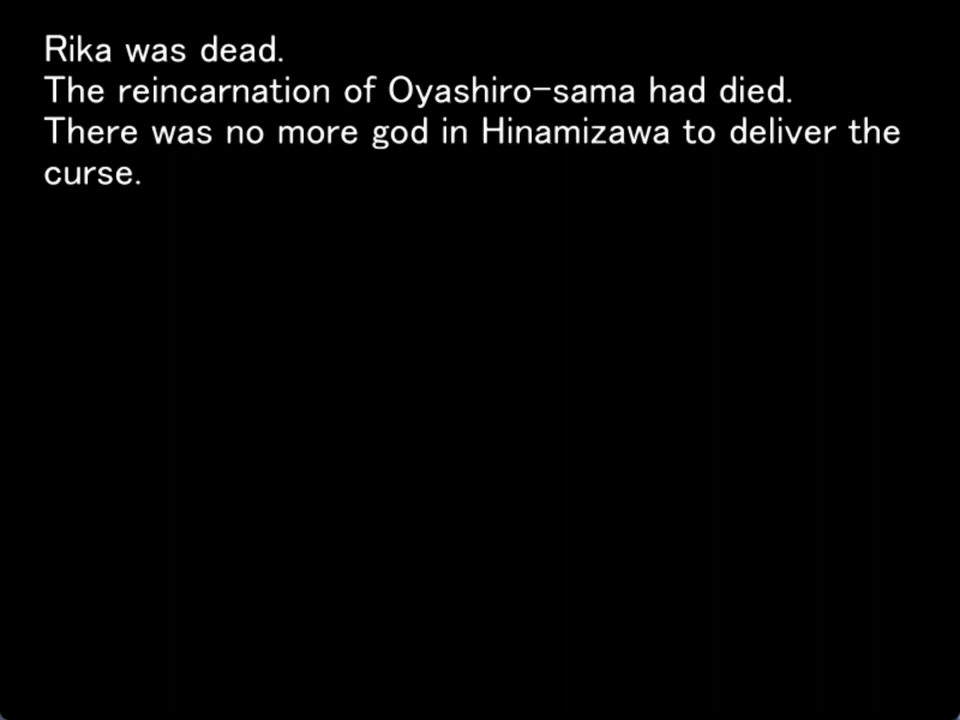 Rika was dead.
The reincarnation of Oyashiro-sama had died.
There was no more god in Hinamizawa to deliver the
curse.